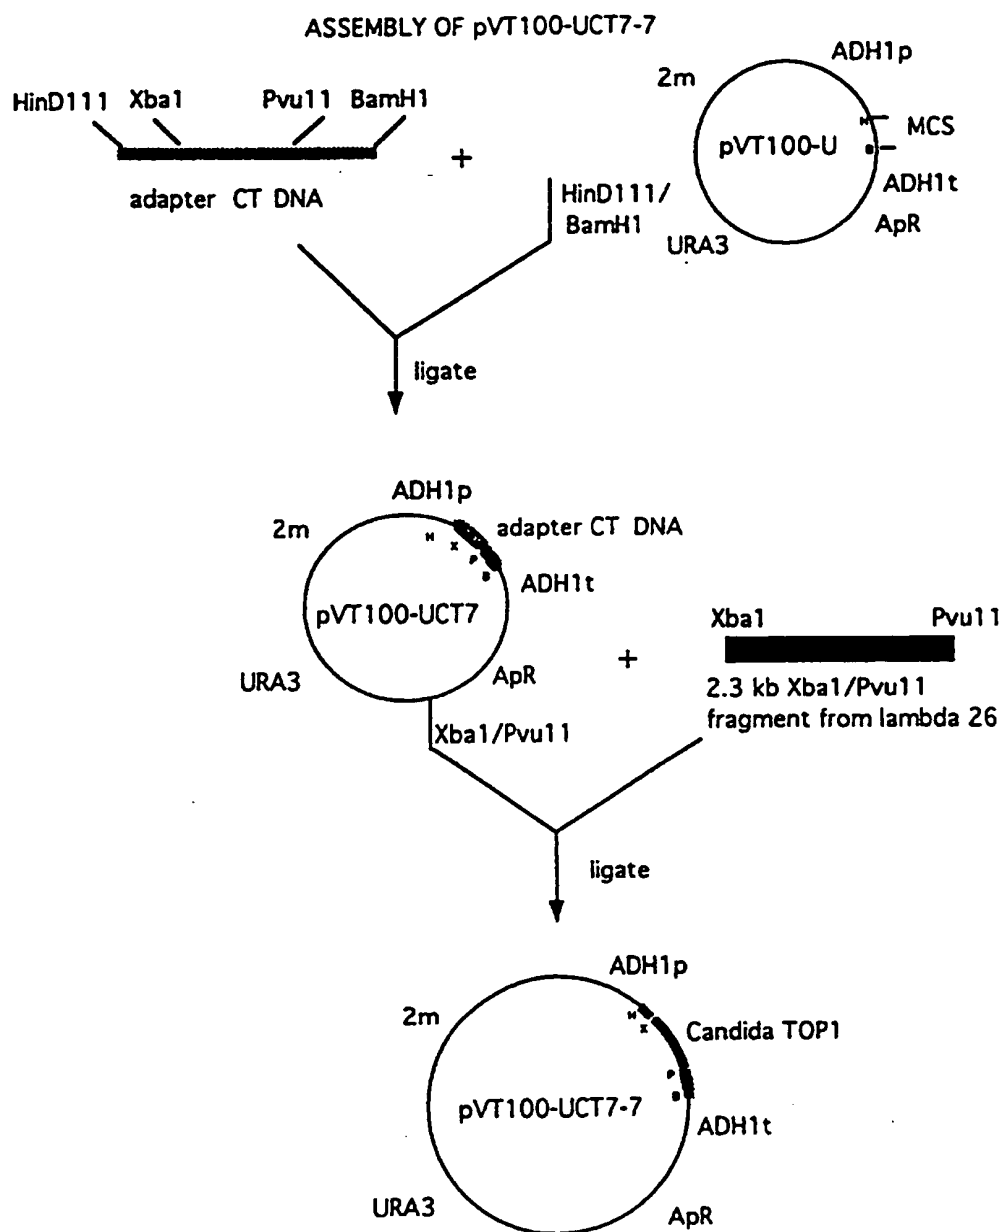 ASSEMBLY OF pVT100-UCT7-7
HinD111 Xba1 Pvu11 BamH1
adapter CT DNA
+
HinD111/
BamH1
2m
ADH1p
H
MCS
pVT100-U
B
ADH1t
ApR
URA3
ligate
ADH1p
2m
adapter CT DNA
H
X
P
B
ADH1t
pVT100-UCT7
URA3
ApR
Xba1/Pvu11
+
Xba1 Pvu11
2.3 kb Xba1/Pvu11
fragment from lambda 26
ligate
ADH1p
2m
H
X
Candida TOP1
P
B
pVT100-UCT7-7
ADH1t
URA3
ApR